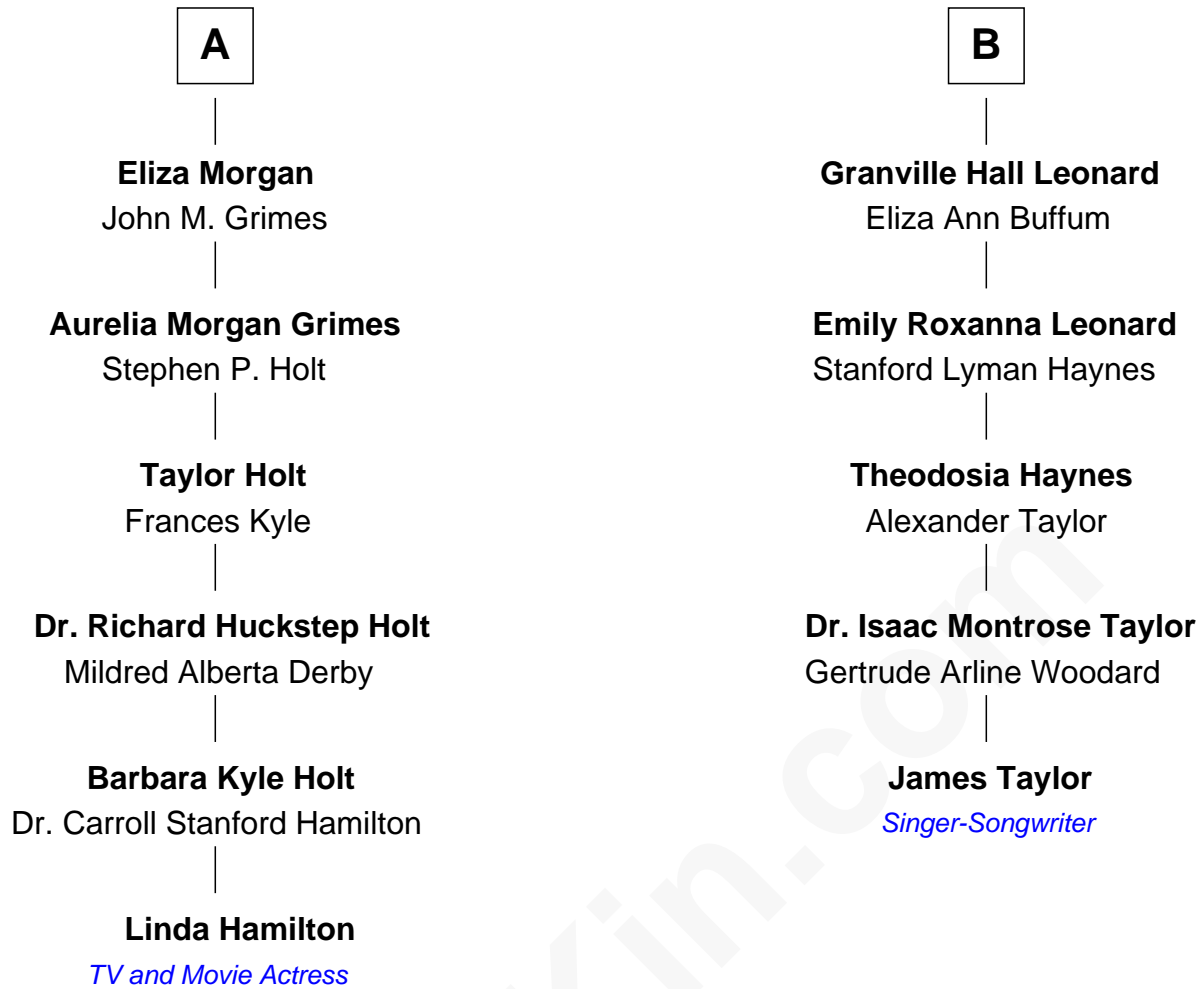 A
Eliza Morgan
John M. Grimes
Aurelia Morgan Grimes
Stephen P. Holt
Taylor Holt
Frances Kyle
Dr. Richard Huckstep Holt
Mildred Alberta Derby
Barbara Kyle Holt
Dr. Carroll Stanford Hamilton
Linda Hamilton
TV and Movie Actress
B
Granville Hall Leonard
Eliza Ann Buffum
Emily Roxanna Leonard
Stanford Lyman Haynes
Theodosia Haynes
Alexander Taylor
Dr. Isaac Montrose Taylor
Gertrude Arline Woodard
James Taylor
Singer-Songwriter